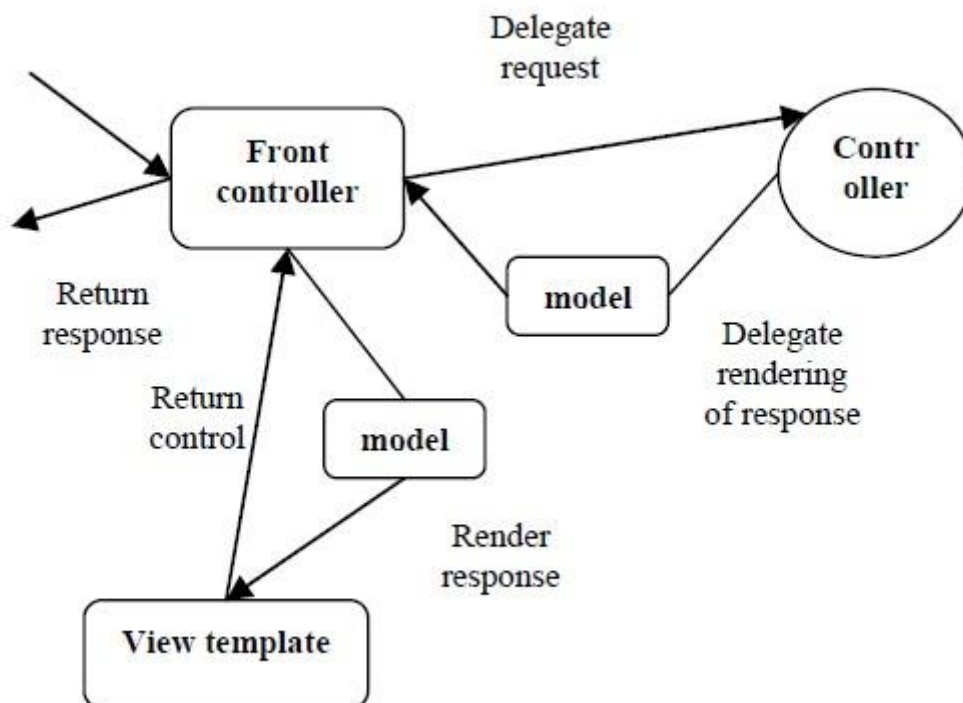 Delegate
request
Front
controller
Contr
oller
model
Return
response
Delegate
rendering
of response
Return
control
model
Render
response
View template